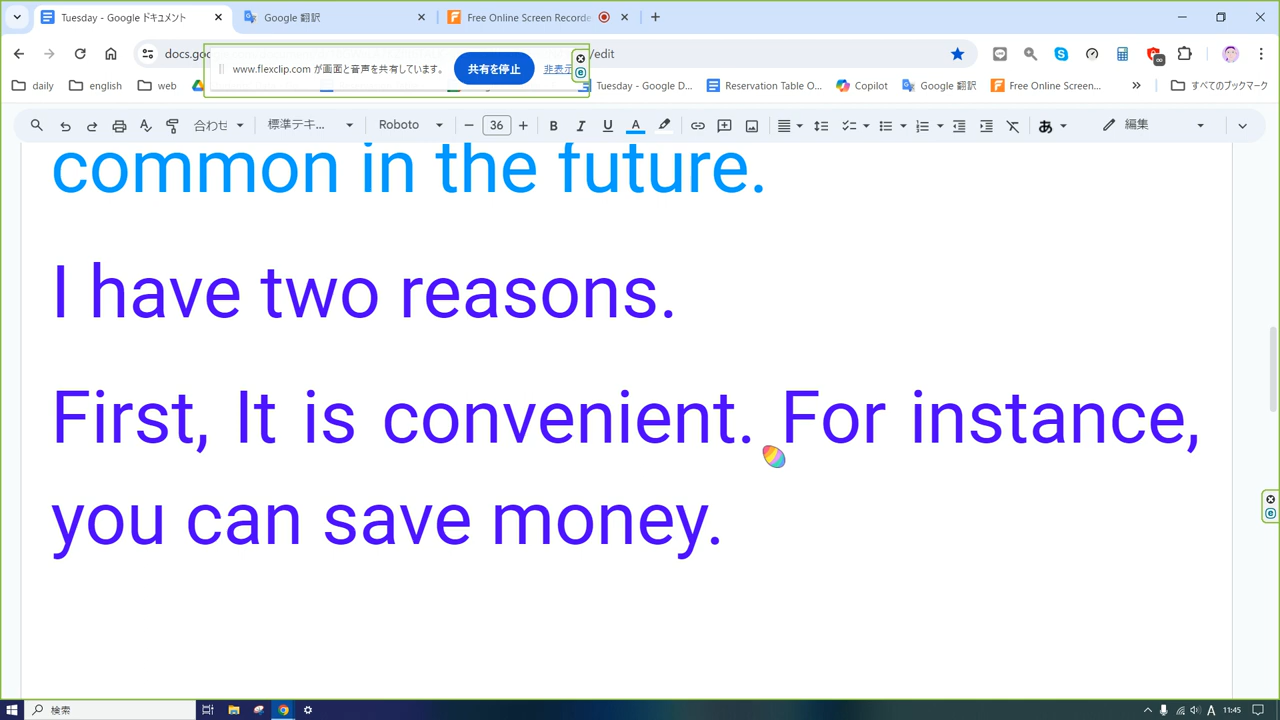 Tuesday - Google ドキュメント
Google 翻訳
Free Online Screen Recorde
/edit
www.flexclip.com が画面と音声を共有しています。 共有を停止 非表示
daily english web Tuesday - Google D... Reservation Table O... Copilot Google 翻訳 Free Online Screen... すべてのブックマーク
合わせ 標準テキ... Roboto 36 B I U A あ 編集
common in the future.
I have two reasons.
First, It is convenient. For instance,
you can save money.
検索 A 11:45